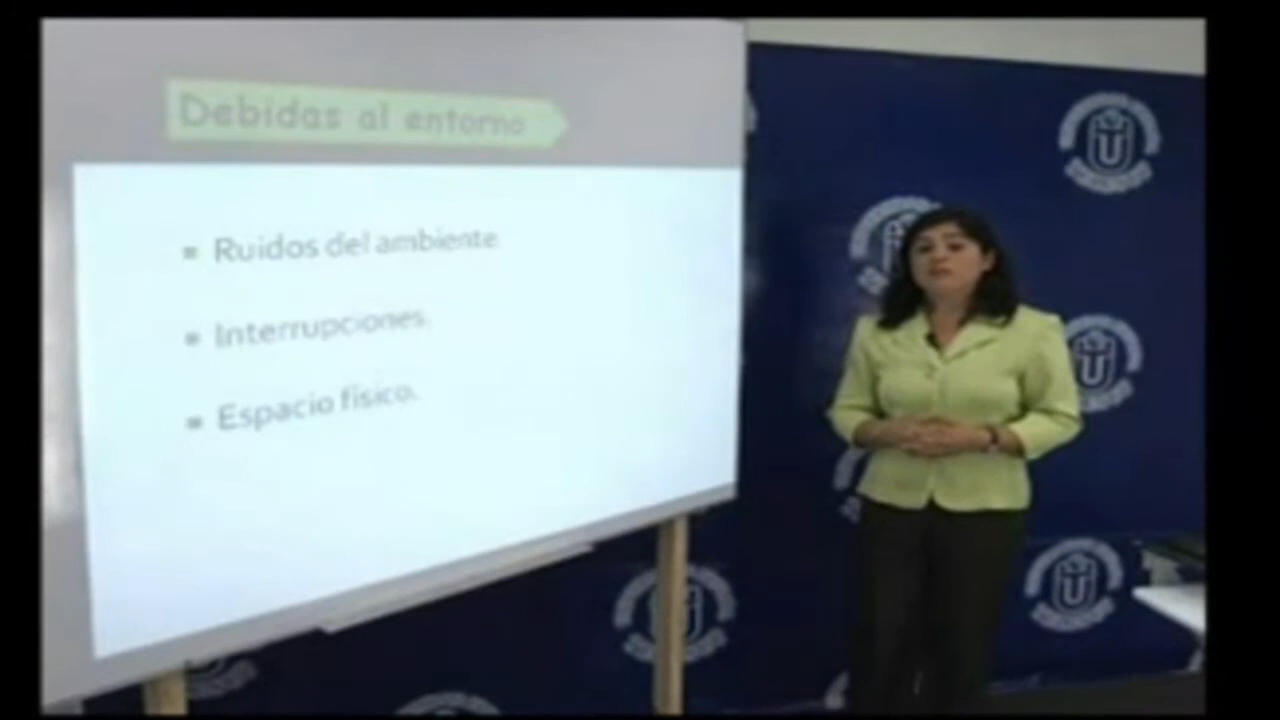 Debidas al entorno
Ruidos del ambiente
Interrupciones.
Espacio físico.